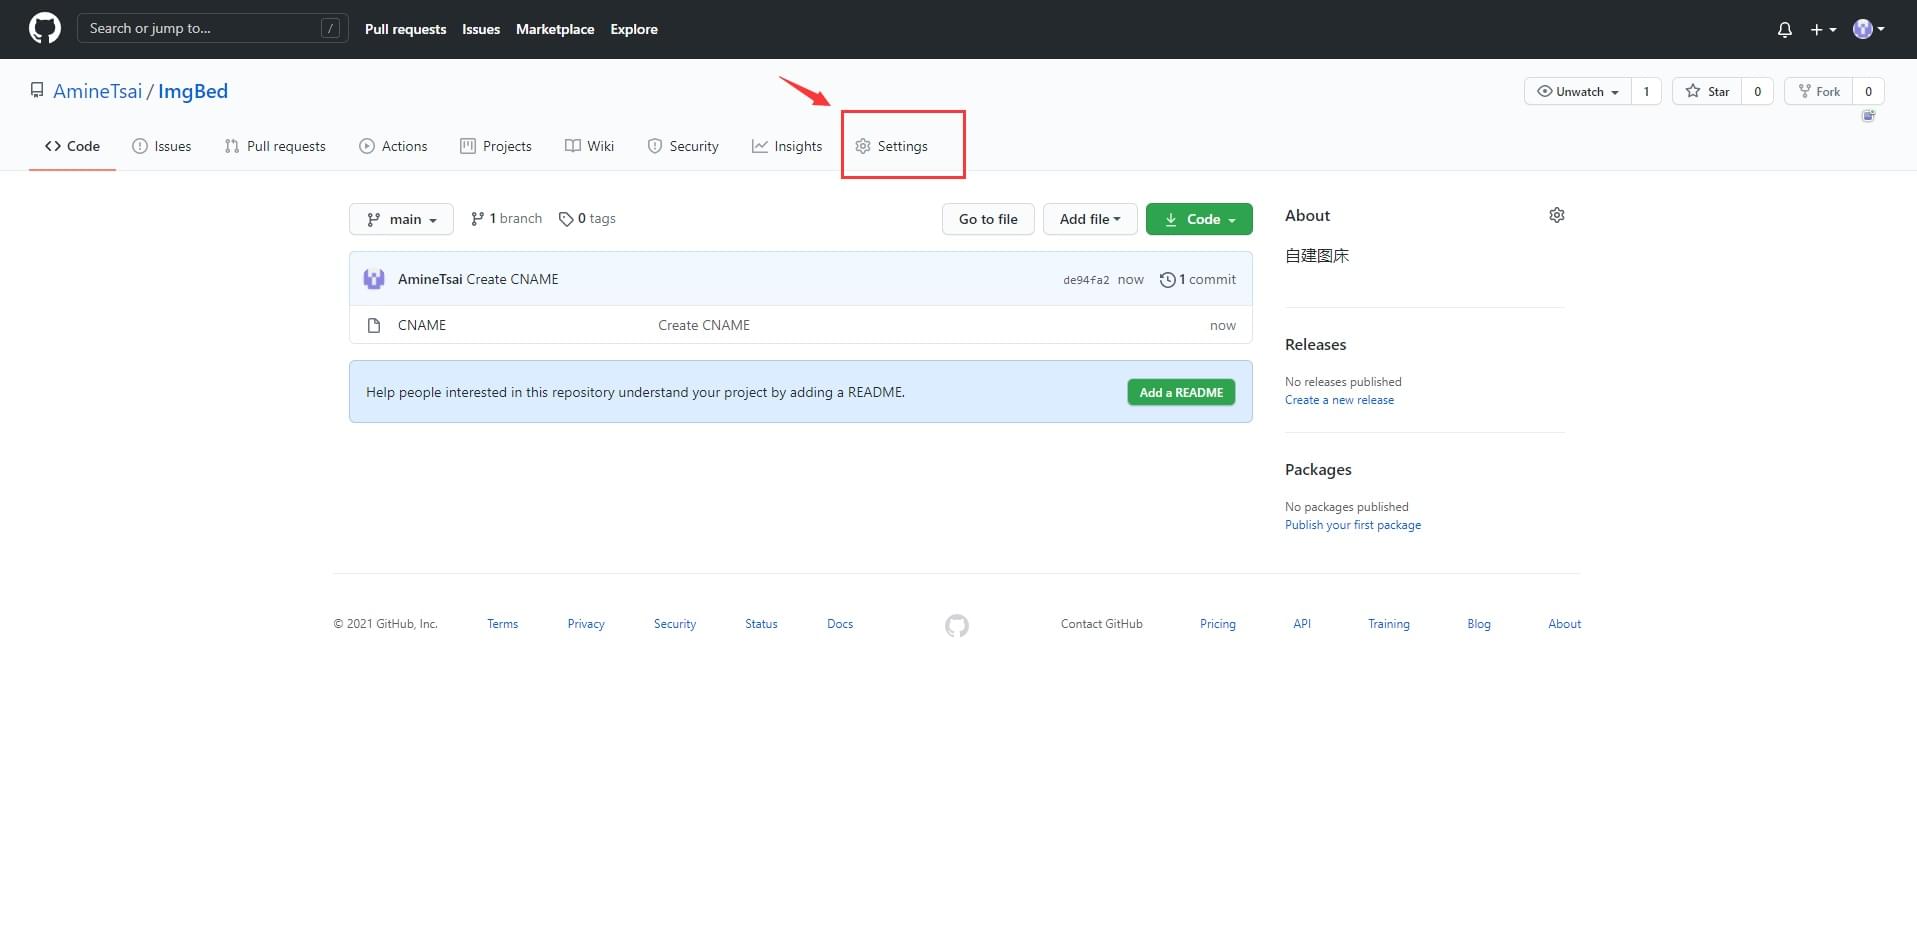 Search or jump to... /
Pull requests Issues Marketplace Explore
AmineTsai / ImgBed
Unwatch 1 Star 0 Fork 0
Code Issues Pull requests Actions Projects Wiki Security Insights Settings
main 1 branch 0 tags Go to file Add file Code
AmineTsai Create CNAME de94fa2 now 1 commit
CNAME Create CNAME now
Help people interested in this repository understand your project by adding a README. Add a README
About
自建图床
Releases
No releases published
Create a new release
Packages
No packages published
Publish your first package
© 2021 GitHub, Inc. Terms Privacy Security Status Docs Contact GitHub Pricing API Training Blog About